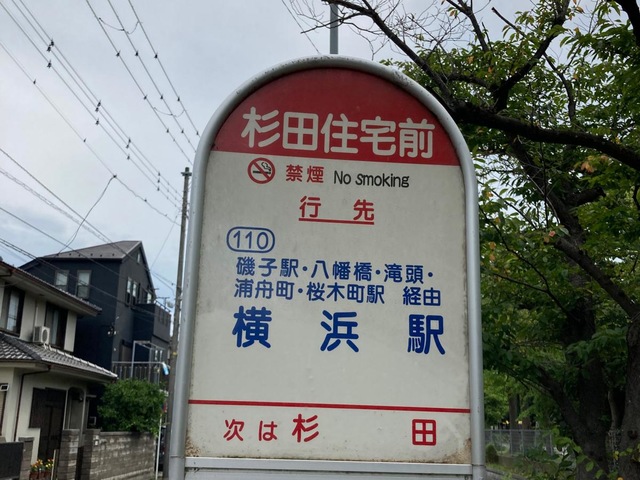 杉田住宅前
禁煙 No smoking
行先
110
磯子駅・八幡橋・滝頭・
浦舟町・桜木町駅 経由
横浜駅
次は杉田